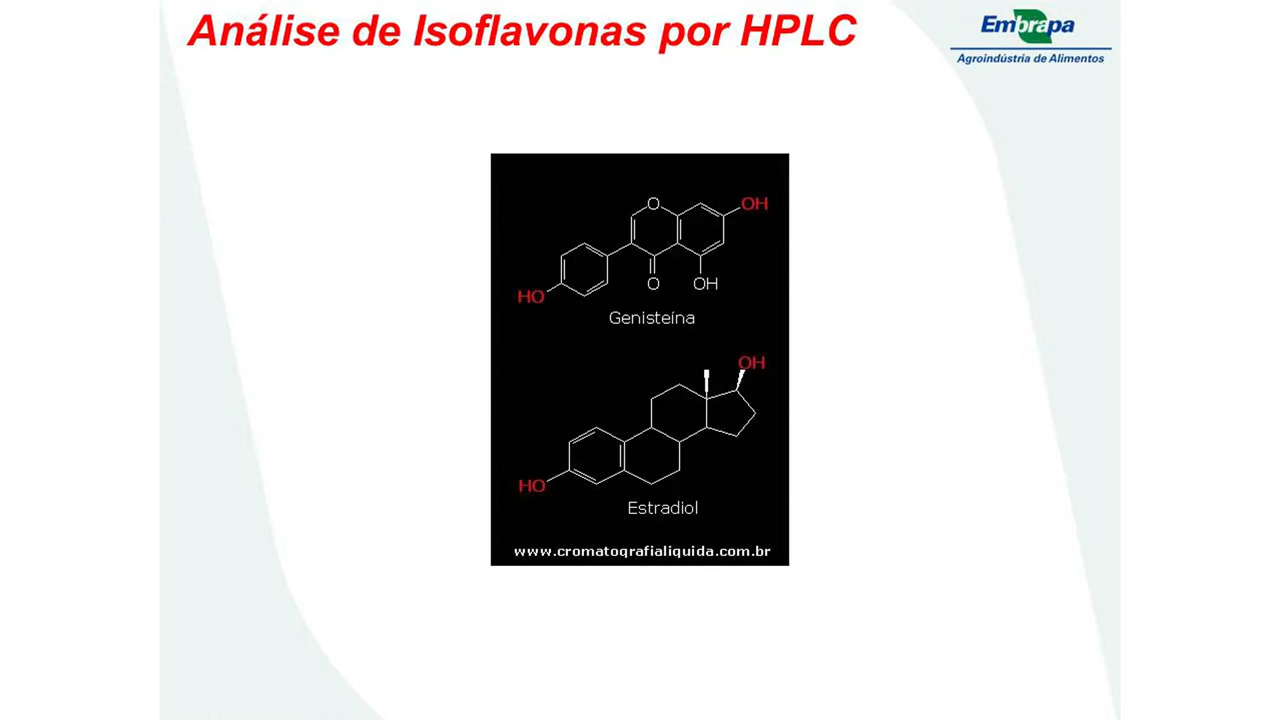 Análise de Isoflavonas por HPLC
Embrapa
Agroindústria de Alimentos
O
OH
HO
O
OH
Genisteína
OH
HO
Estradiol
www.cromatografialiquida.com.br